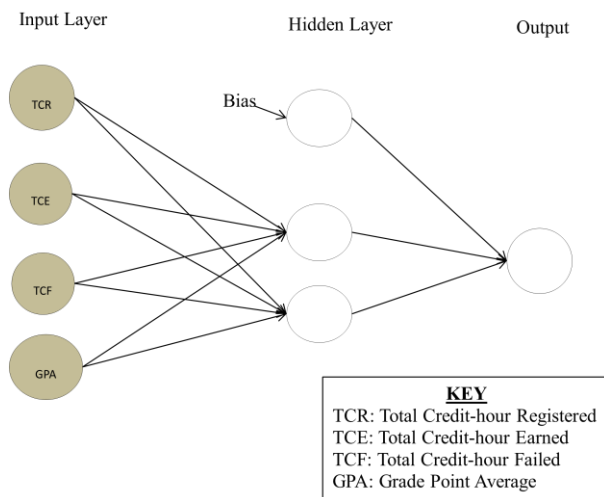 Input Layer
Hidden Layer
Output
TCR
Bias
TCE
TCF
GPA
KEY
TCR: Total Credit-hour Registered
TCE: Total Credit-hour Earned
TCF: Total Credit-hour Failed
GPA: Grade Point Average